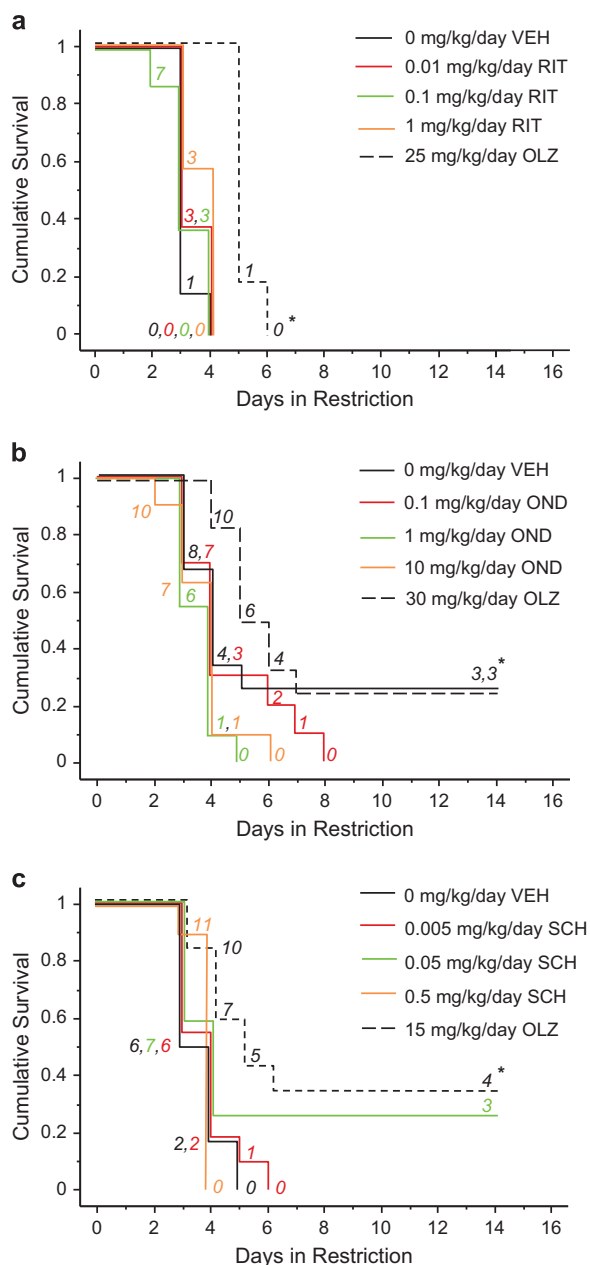 a
1
0.8
0.6
0.4
0.2
0
Cumulative Survival
0 mg/kg/day VEH
0.01 mg/kg/day RIT
0.1 mg/kg/day RIT
1 mg/kg/day RIT
25 mg/kg/day OLZ
7
3
3,3
1
1
0,0,0,0
0*
0 2 4 6 8 10 12 14 16
Days in Restriction
b
1
0.8
0.6
0.4
0.2
0
Cumulative Survival
0 mg/kg/day VEH
0.1 mg/kg/day OND
1 mg/kg/day OND
10 mg/kg/day OND
30 mg/kg/day OLZ
10
10
8,7
7
6
6
4,3
4
3,3*
2
1,1
1
0
0
0
0 2 4 6 8 10 12 14 16
Days in Restriction
c
1
0.8
0.6
0.4
0.2
0
Cumulative Survival
0 mg/kg/day VEH
0.005 mg/kg/day SCH
0.05 mg/kg/day SCH
0.5 mg/kg/day SCH
15 mg/kg/day OLZ
11
10
7
6,7,6
5
4*
3
2,2
1
0
0
0
0 2 4 6 8 10 12 14 16
Days in Restriction